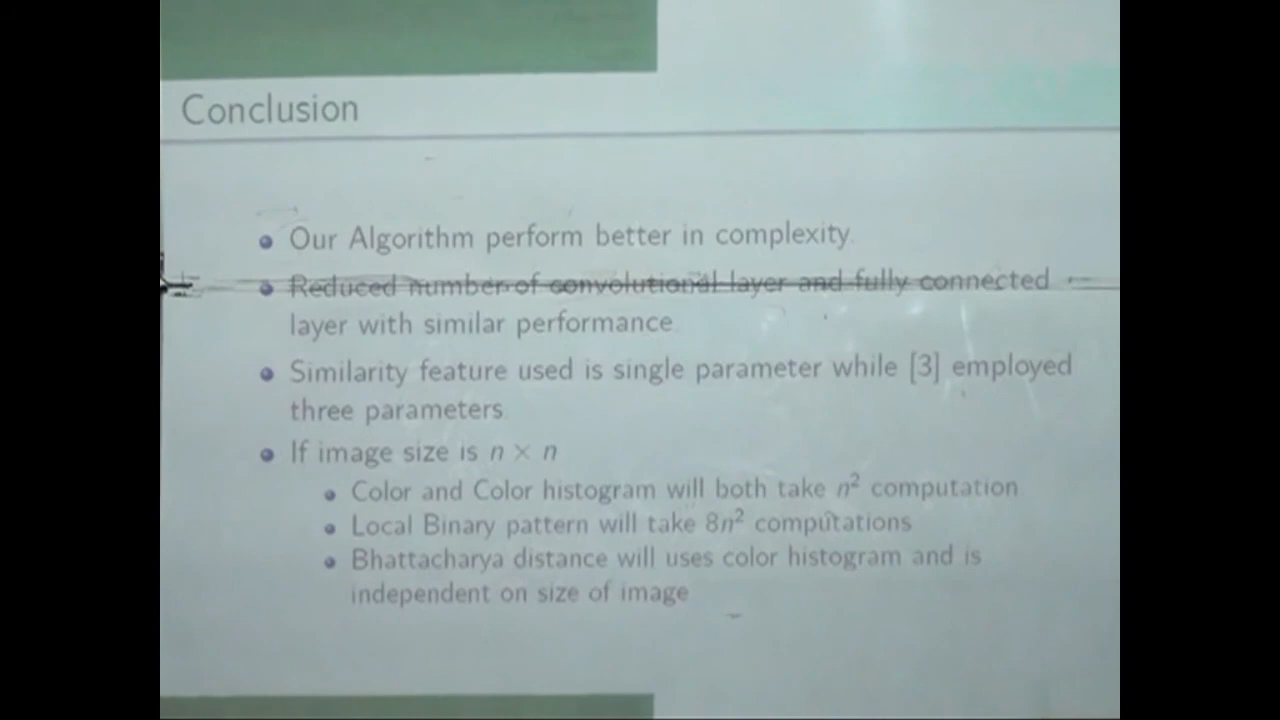 Conclusion
Our Algorithm perform better in complexity.
Reduced number of convolutional layer and fully connected
layer with similar performance
Similarity feature used is single parameter while [3] employed
three parameters.
If image size is n × n
Color and Color histogram will both take n² computation
Local Binary pattern will take 8n² computations
Bhattacharya distance will uses color histogram and is
independent on size of image